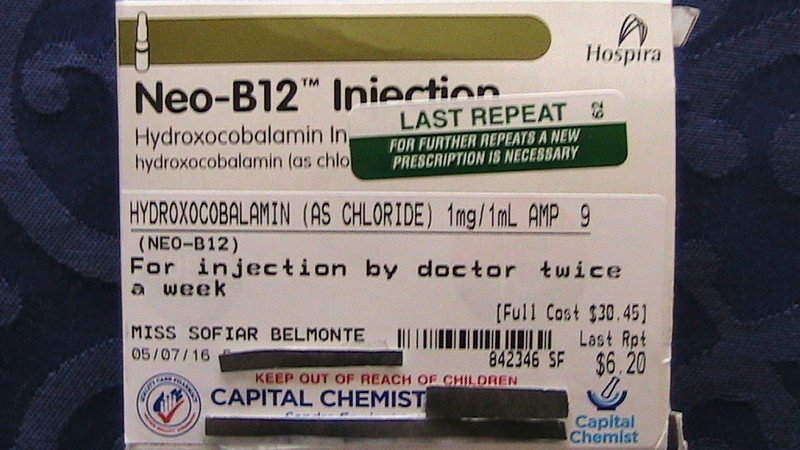 Hospira
Neo-B12™ Injection
LAST REPEAT 62
FOR FURTHER REPEATS A NEW
PRESCRIPTION IS NECESSARY
Hydroxocobalamin In
hydroxocobalamin (as chlo
HYDROXOCOBALAMIN (AS CHLORIDE) 1mg/1mL AMP 9
(NEO-B12)
For injection by doctor twice
a week
[Full Cost $30.45]
MISS SOFIAR BELMONTE
Last Rpt
05/07/16
842346 SF
$6.20
KEEP OUT OF REACH OF CHILDREN
CAPITAL CHEMIST
Capital
Chemist